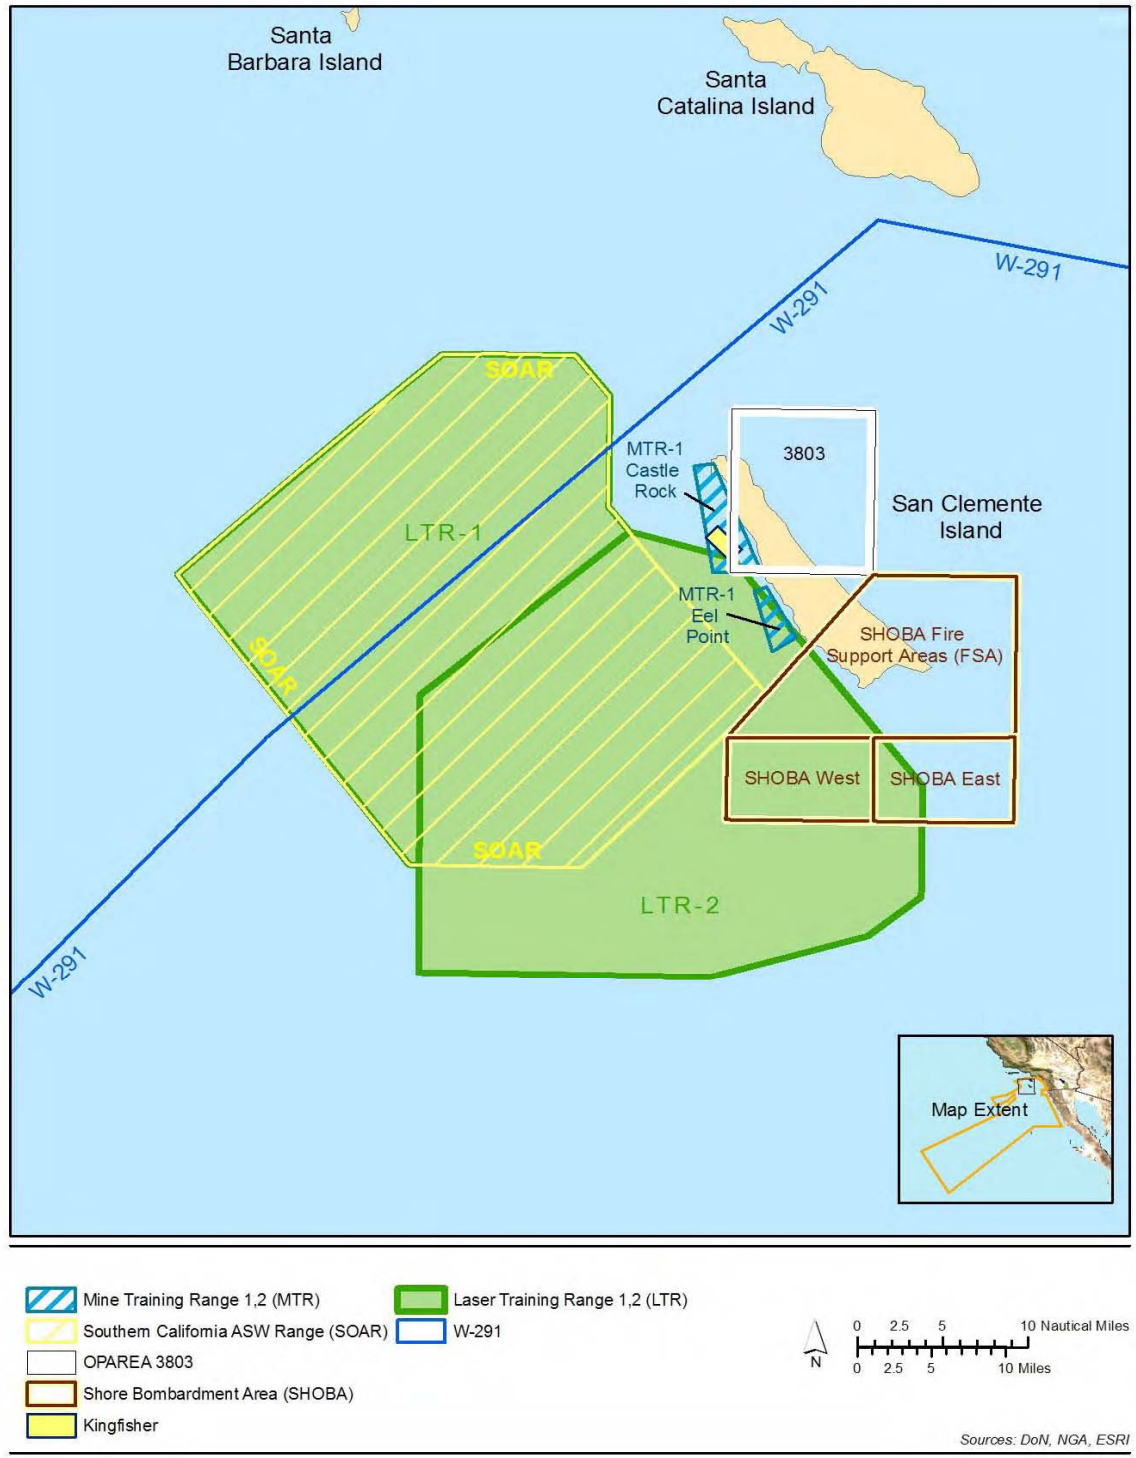 Santa
Barbara Island
Santa
Catalina Island
W-291
W-291
SOAR
MTR-1
Castle
Rock
3803
San Clemente
Island
LTR-1
MTR-1
Eel
Point
SHOBA Fire
Support Areas (FSA)
SOAR
SHOBA West
SHOBA East
SOAR
LTR-2
W-291
Map Extent
Mine Training Range 1,2 (MTR)
Laser Training Range 1,2 (LTR)
Southern California ASW Range (SOAR)
W-291
OPAREA 3803
Shore Bombardment Area (SHOBA)
Kingfisher
N
0 2.5 5 10 Nautical Miles
0 2.5 5 10 Miles
Sources: DoN, NGA, ESRI